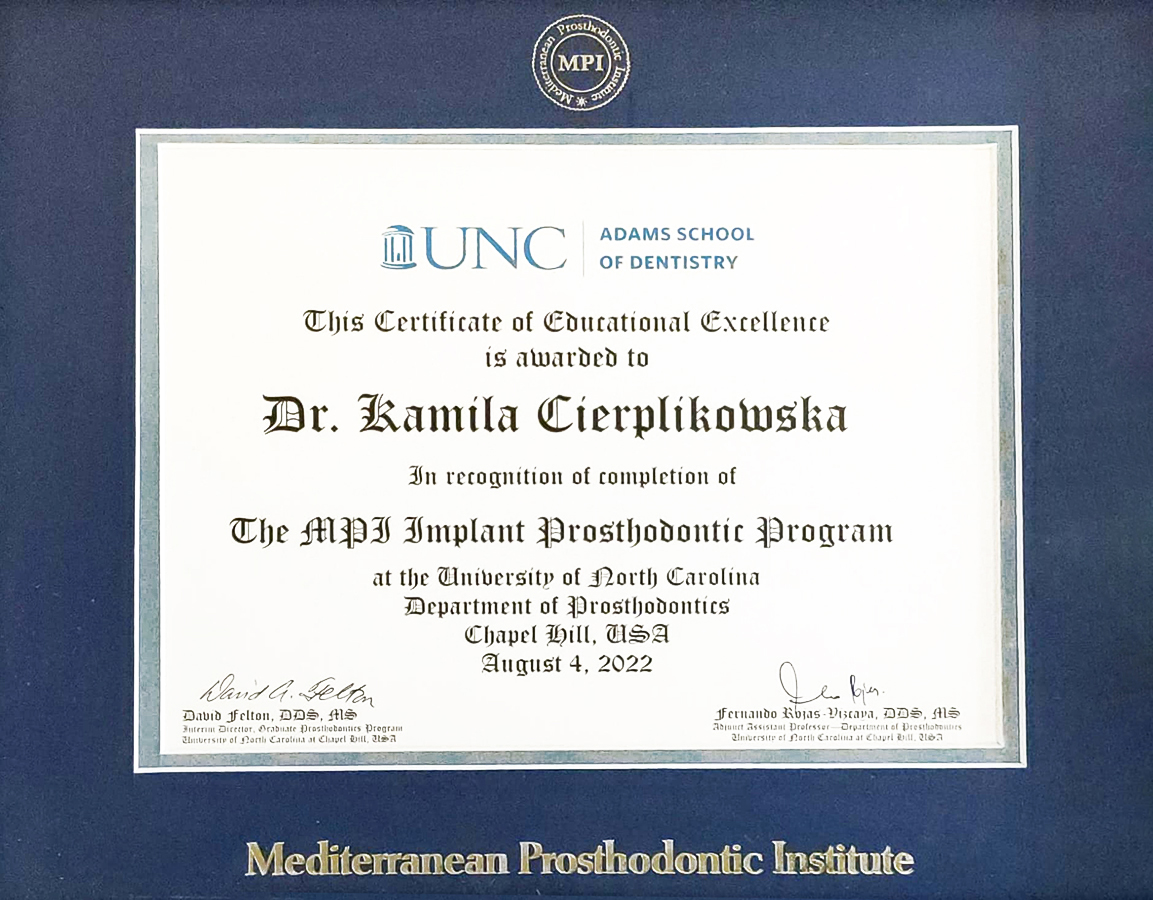 Mediterranean Prosthodontic Institute
MPI
UNC
ADAMS SCHOOL
OF DENTISTRY
This Certificate of Educational Excellence
is awarded to
Dr. Kamila Cierplikowska
In recognition of completion of
The MPI Implant Prosthodontic Program
at the University of North Carolina
Department of Prosthodontics
Chapel Hill, USA
August 4, 2022
David A. Felton
David Felton, DDS, MS
Interim Director, Graduate Prosthodontics Program
University of North Carolina at Chapel Hill, USA
Fernando Rojas-Vizcaya, DDS, MS
Adjunct Assistant Professor—Department of Prosthodontics
University of North Carolina at Chapel Hill, USA
Mediterranean Prosthodontic Institute